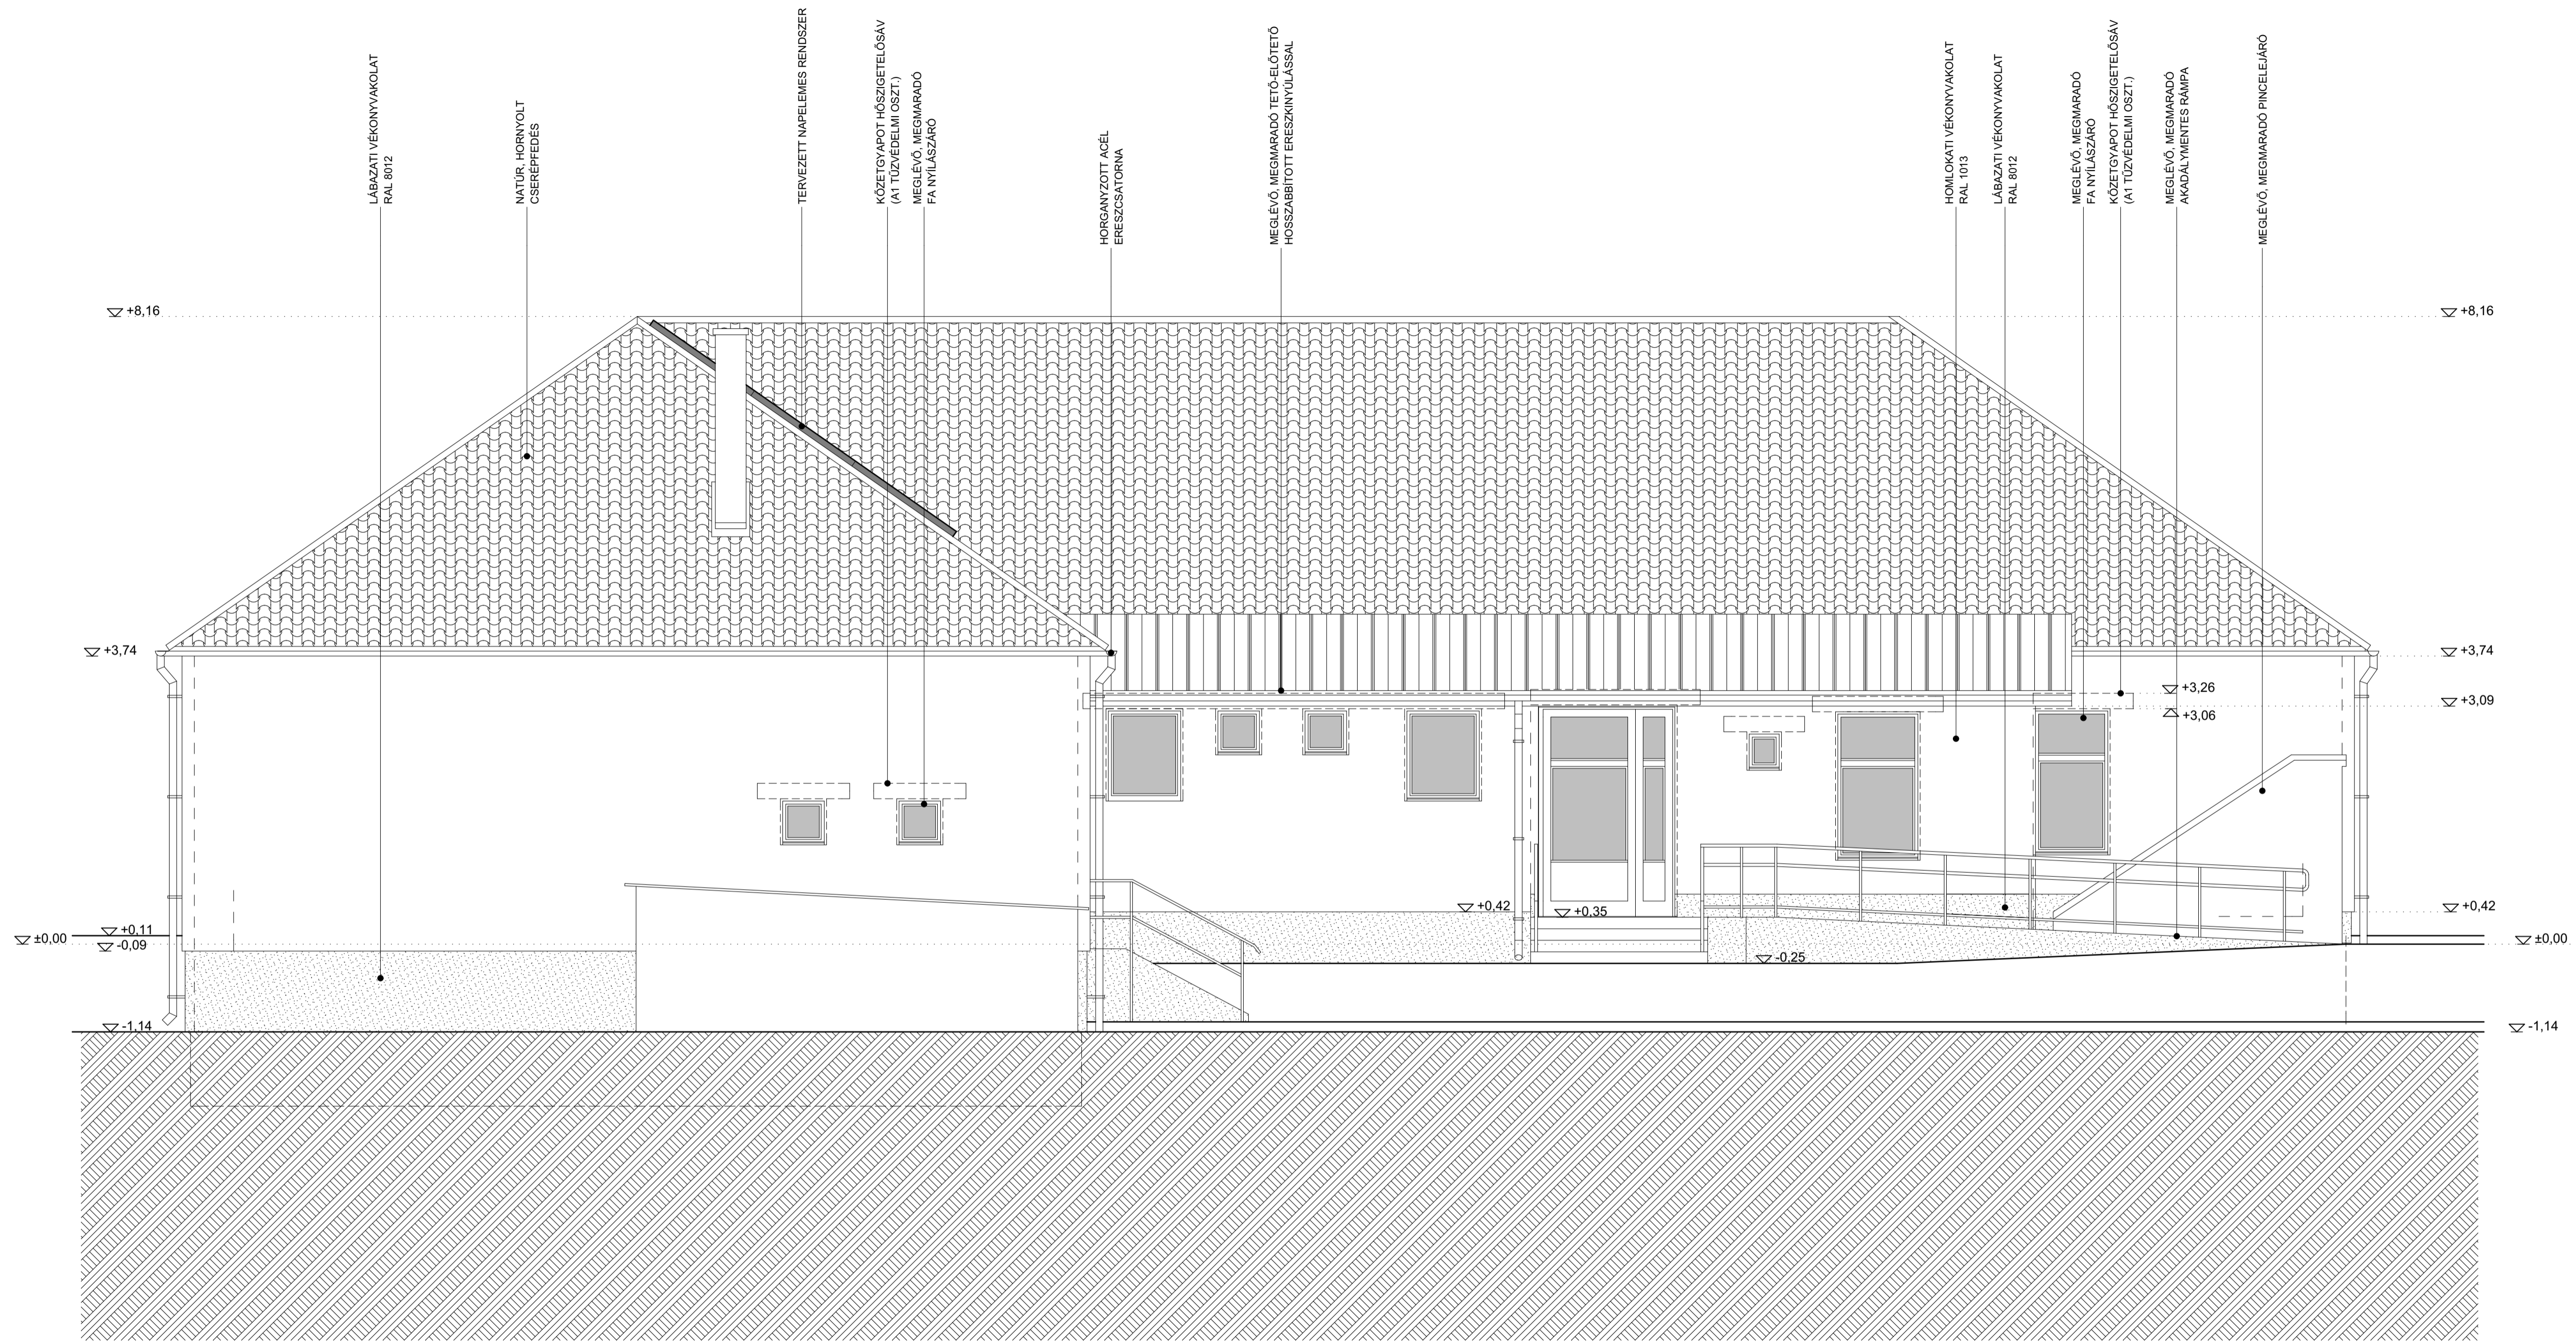 LÁBAZATI VÉKONYVAKOLAT
RAL 8012
NATÚR, HORNYOLT
CSERÉPFEDÉS
TERVEZETT NAPELEMES RENDSZER
KŐZETGYAPOT HŐSZIGETELŐSÁV
(A1 TŰZVÉDELMI OSZT.)
MEGLÉVŐ, MEGMARADÓ
FA NYÍLÁSZÁRÓ
HORGANYZOTT ACÉL
ERESZCSATORNA
MEGLÉVŐ, MEGMARADÓ TETŐ-ELŐTETŐ
HOSSZABBÍTOTT ERESZKINYÚLÁSSAL
HOMLOKATI VÉKONYVAKOLAT
RAL 1013
LÁBAZATI VÉKONYVAKOLAT
RAL 8012
MEGLÉVŐ, MEGMARADÓ
FA NYÍLÁSZÁRÓ
KŐZETGYAPOT HŐSZIGETELŐSÁV
(A1 TŰZVÉDELMI OSZT.)
MEGLÉVŐ, MEGMARADÓ
AKADÁLYMENTES RÁMPA
MEGLÉVŐ, MEGMARADÓ PINCELEJÁRÓ
+8,16
+8,16
+3,74
+3,74
+3,26
+3,09
+3,06
+0,42
+0,35
+0,42
+0,11
±0,00
-0,09
±0,00
-0,25
-1,14
-1,14